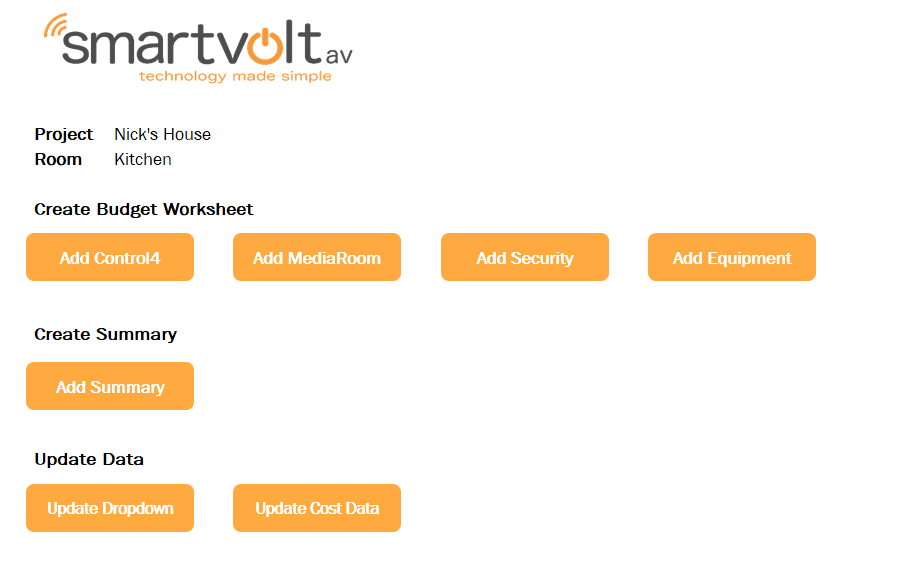 smartvolt av
technology made simple
Project Nick's House
Room Kitchen
Create Budget Worksheet
Add Control4 Add MediaRoom Add Security Add Equipment
Create Summary
Add Summary
Update Data
Update Dropdown Update Cost Data